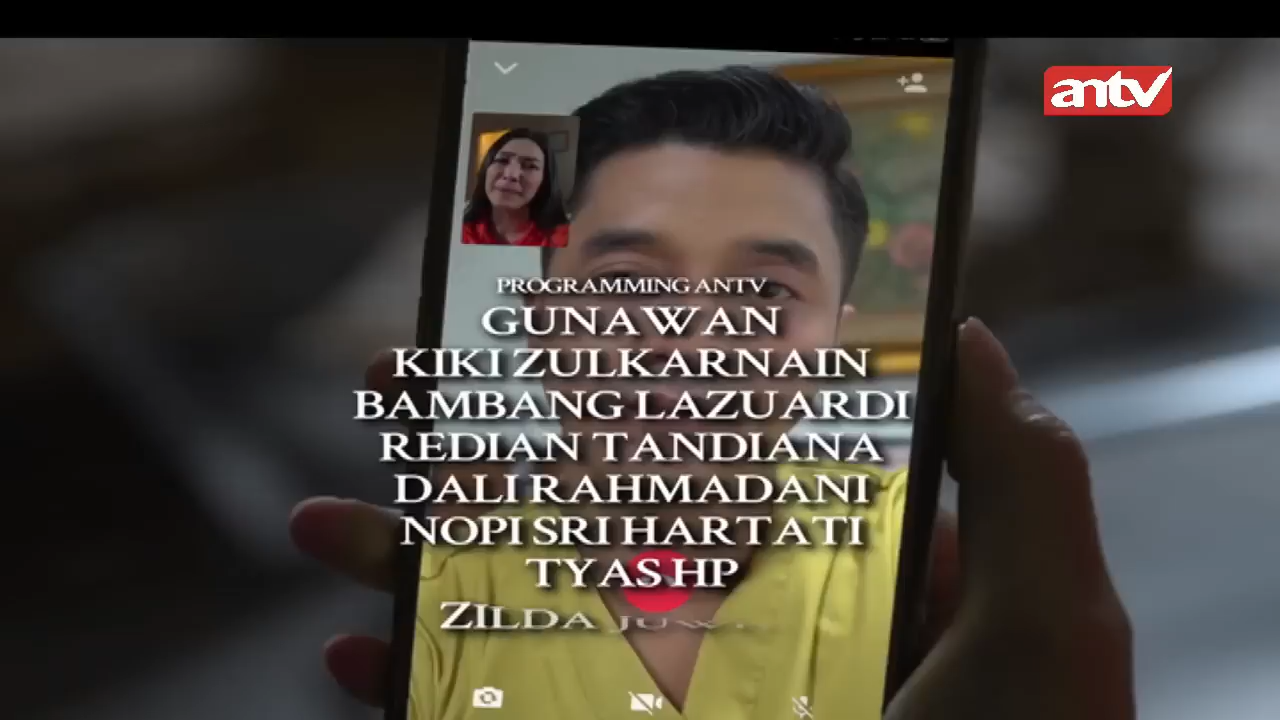 antv
PROGRAMMING ANTV
GUNAWAN
KIKI ZULKARNAIN
BAMBANG LAZUARDI
REDIAN TANDIANA
DALI RAHMADANI
NOPI SRI HARTATI
TYAS HP
ZILDA